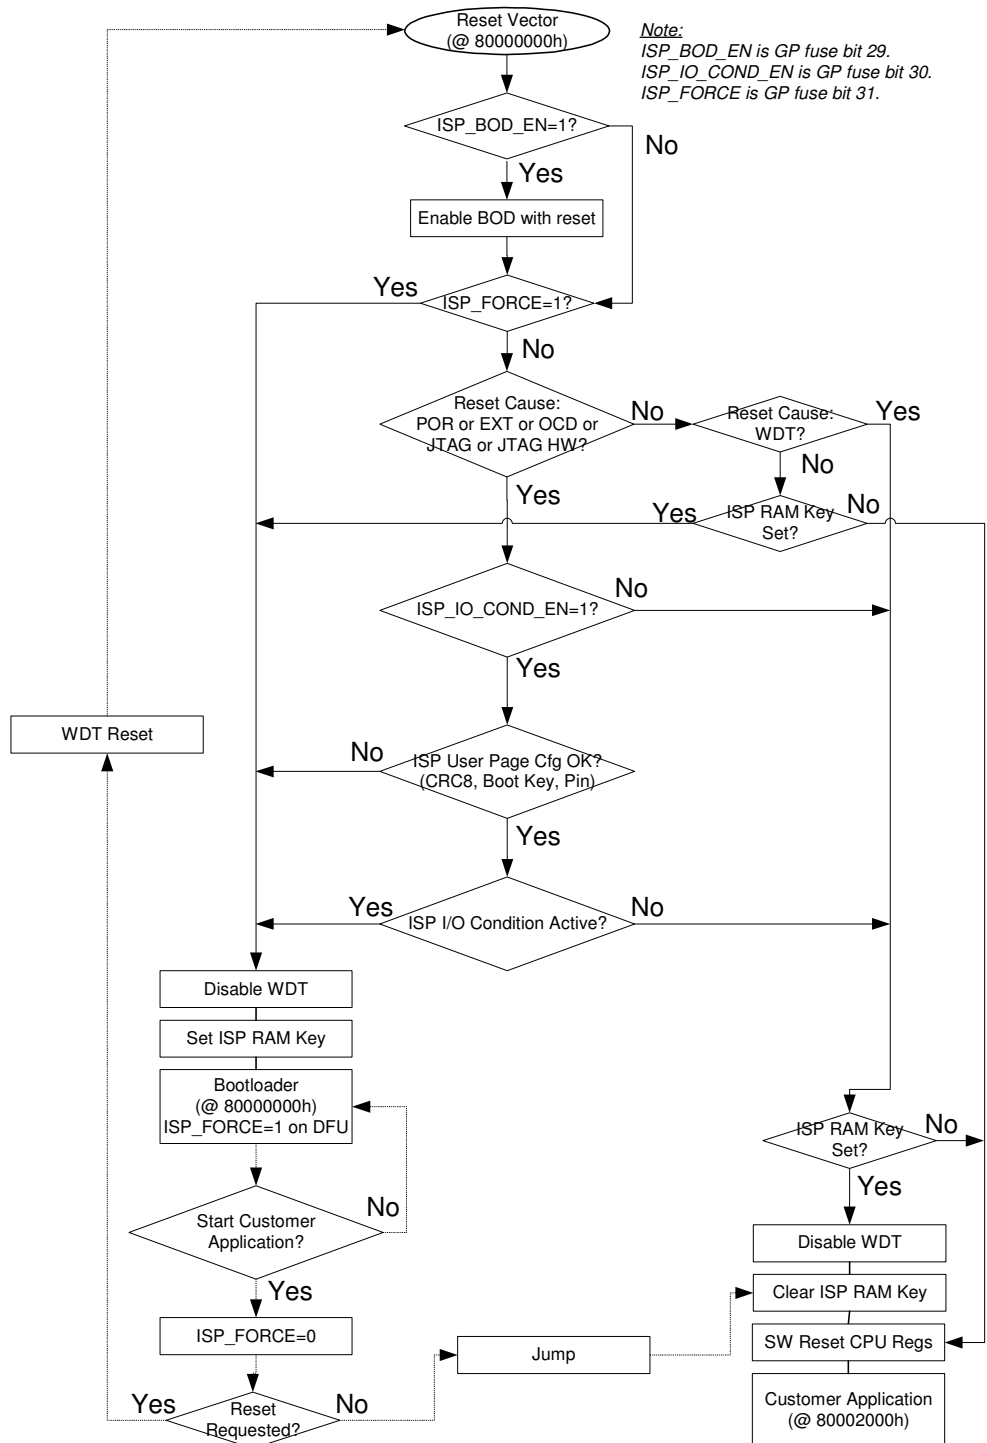 Reset Vector
(@ 80000000h)
Note:
ISP_BOD_EN is GP fuse bit 29.
ISP_IO_COND_EN is GP fuse bit 30.
ISP_FORCE is GP fuse bit 31.
ISP_BOD_EN=1?
No
Yes
Enable BOD with reset
Yes
ISP_FORCE=1?
No
Reset Cause:
POR or EXT or OCD or
JTAG or JTAG HW?
No
Reset Cause:
WDT?
Yes
No
Yes
Yes
ISP RAM Key
Set?
No
ISP_IO_COND_EN=1?
No
Yes
WDT Reset
No
ISP User Page Cfg OK?
(CRC8, Boot Key, Pin)
Yes
Yes
ISP I/O Condition Active?
No
Disable WDT
Set ISP RAM Key
Bootloader
(@ 80000000h)
ISP_FORCE=1 on DFU
ISP RAM Key
Set?
No
Yes
No
Start Customer
Application?
Disable WDT
Yes
Clear ISP RAM Key
ISP_FORCE=0
Jump
SW Reset CPU Regs
Yes
Reset
Requested?
No
Customer Application
(@ 80002000h)